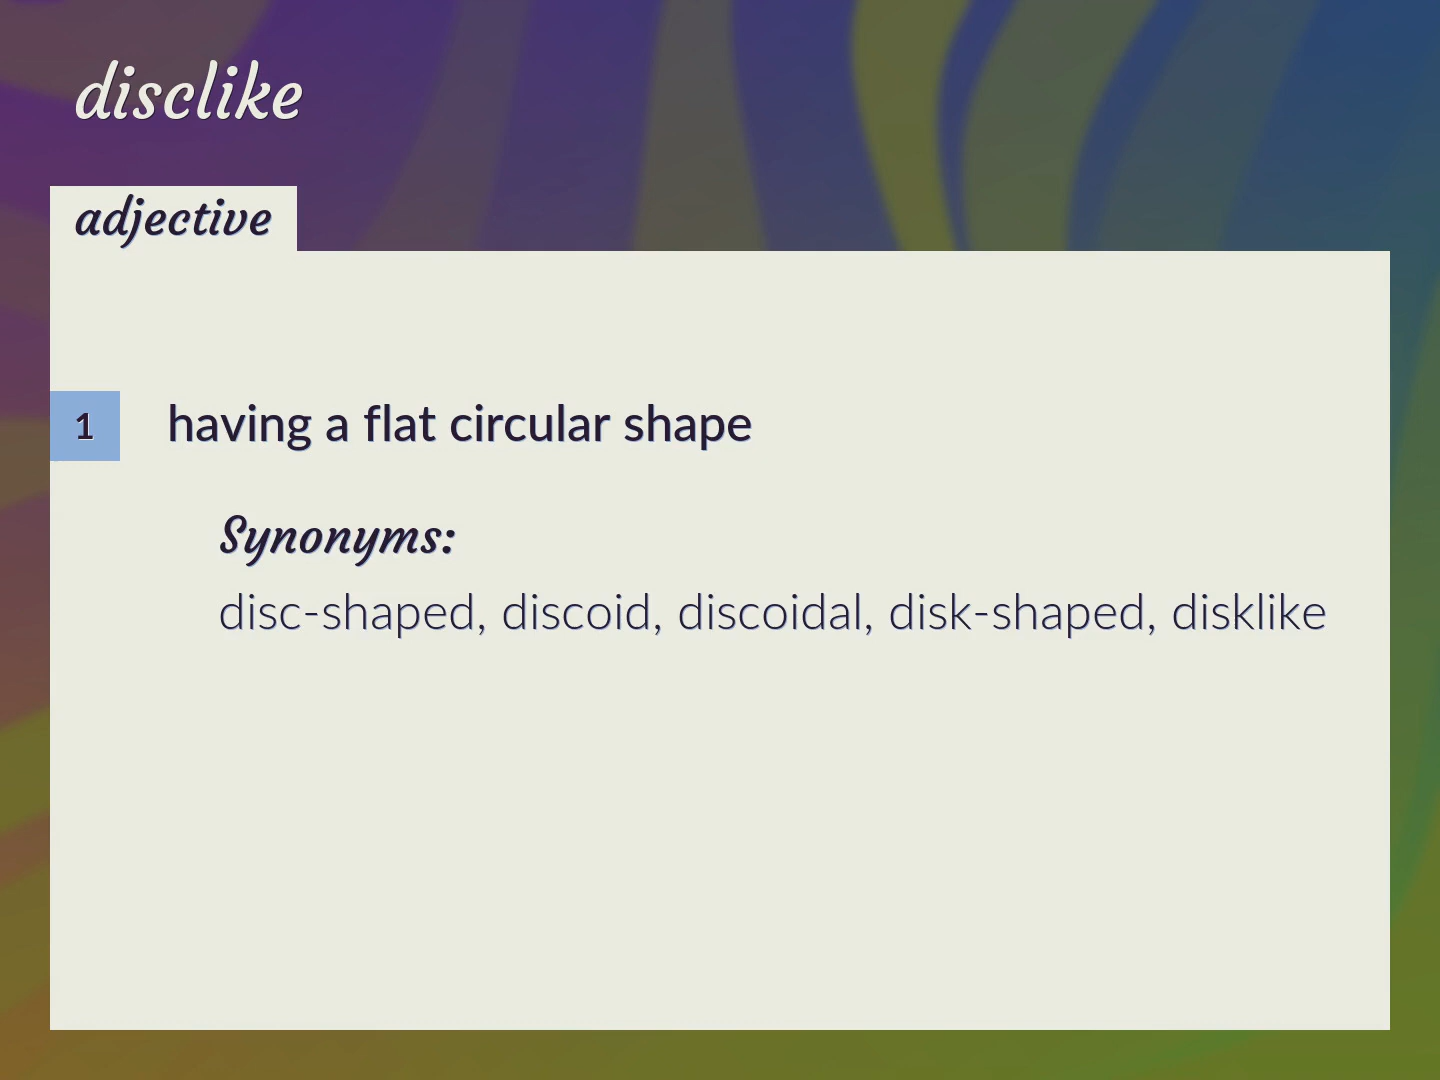 disclike
adjective
1 having a flat circular shape
Synonyms:
disc-shaped, discoid, discoidal, disk-shaped, disklike